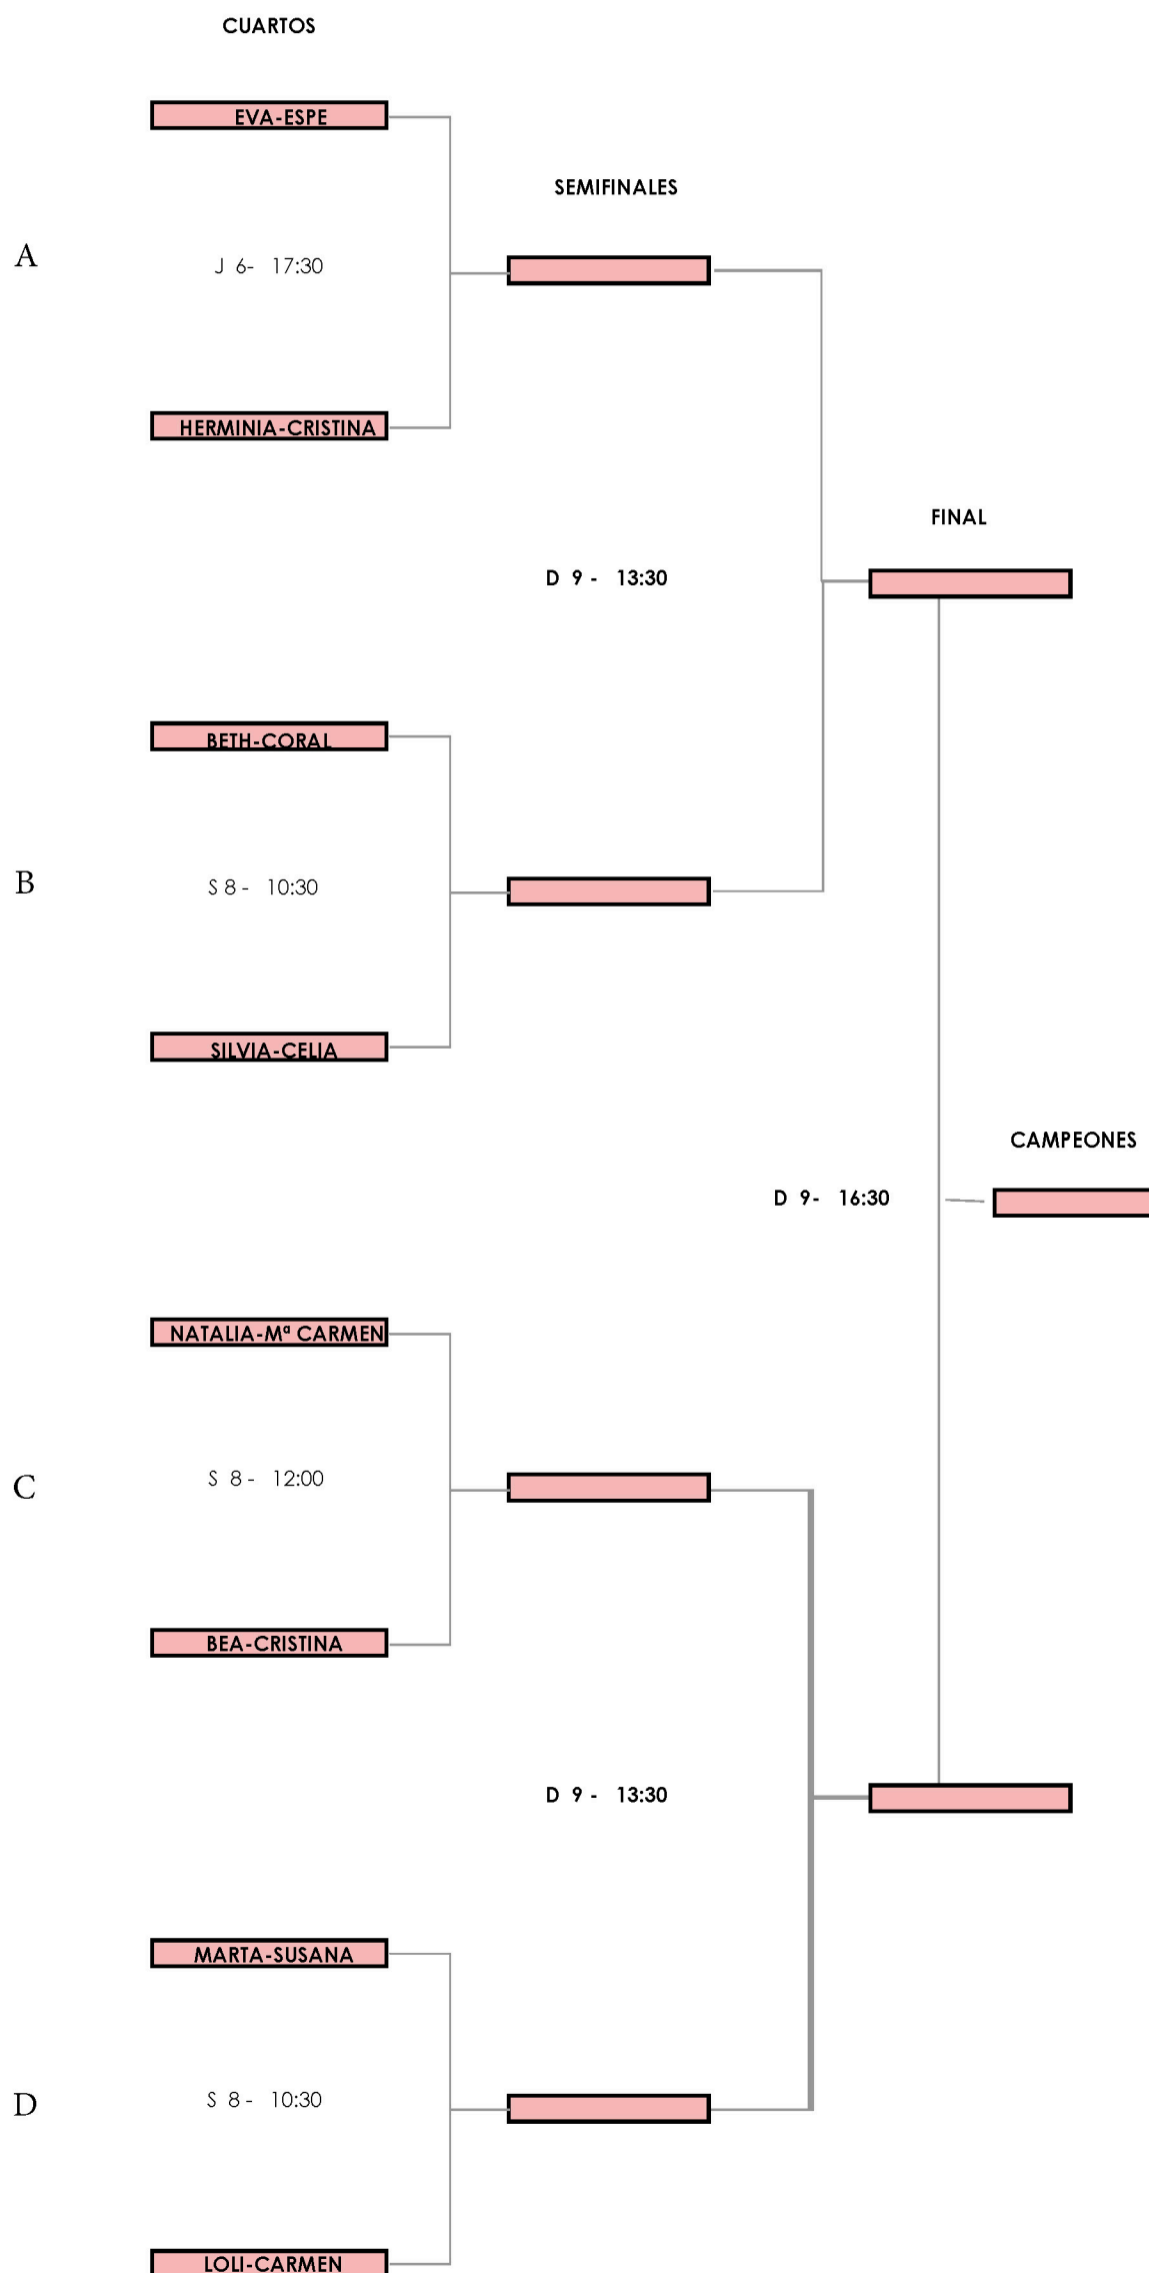 CUARTOS
EVA-ESPE
SEMIFINALES
A
J 6- 17:30
HERMINIA-CRISTINA
FINAL
D 9 - 13:30
BETH-CORAL
B
S 8 - 10:30
SILVIA-CELIA
CAMPEONES
D 9- 16:30
NATALIA-Mª CARMEN
C
S 8 - 12:00
BEA-CRISTINA
D 9 - 13:30
MARTA-SUSANA
D
S 8 - 10:30
LOLI-CARMEN